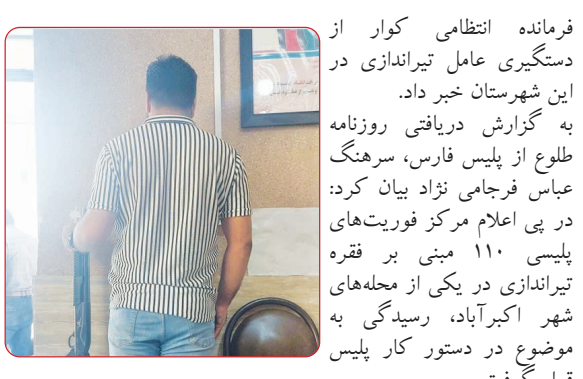 فرمانده انتظامی کوار از
دستگیری عامل تیراندازی در
این شهرستان خبر داد.
به گزارش دریافتی روزنامه
طلوع از پلیس فارس، سرهنگ
عباس فرجامی نژاد بیان کرد:
در پی اعلام مرکز فوریت‌های
پلیسی ۱۱۰ مبنی بر فقره
تیراندازی در یکی از محله‌های
شهر اکبرآباد، رسیدگی به
موضوع در دستور کار پلیس